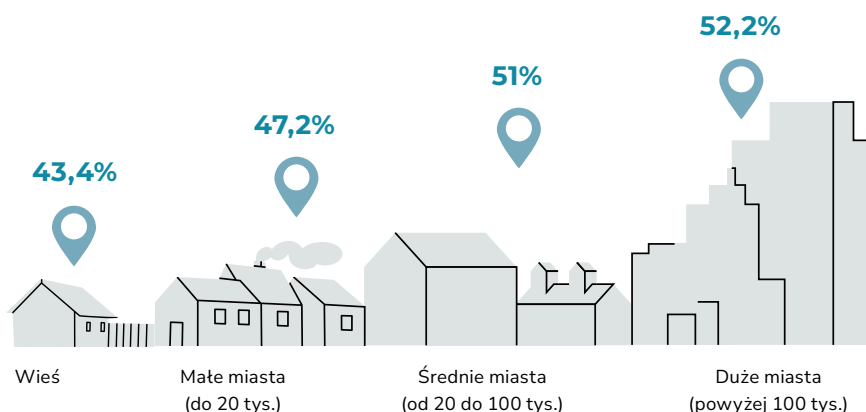 52,2%
51%
47,2%
43,4%
Wieś
Małe miasta
(do 20 tys.)
Średnie miasta
(od 20 do 100 tys.)
Duże miasta
(powyżej 100 tys.)